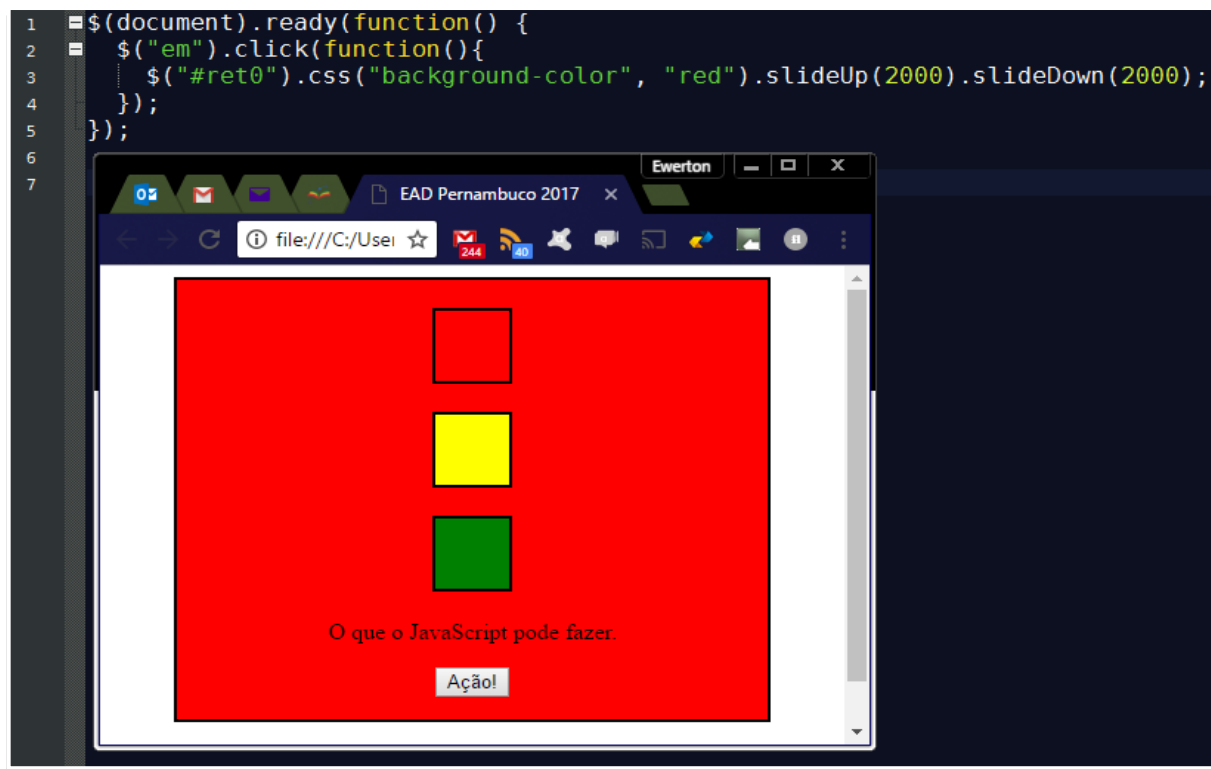 1 $(document).ready(function() {
2 $("em").click(function(){
3 $("#ret0").css("background-color", "red").slideUp(2000).slideDown(2000);
4 });
5 });
6
7
Ewerton
EAD Pernambuco 2017
file:///C:/User
244
40
O que o JavaScript pode fazer.
Ação!